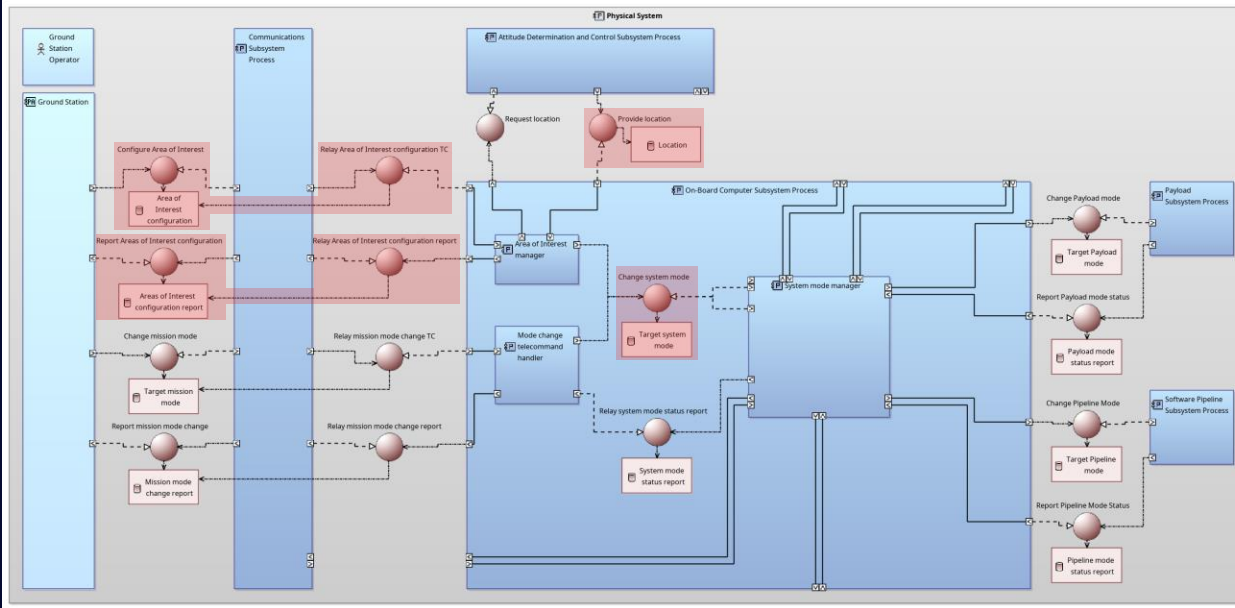 Physical System
Ground
Station
Operator
Communications
Subsystem
Process
Attitude Determination and Control Subsystem Process
Ground Station
Request location
Provide location
Location
Configure Area of Interest
Area of
Interest
configuration
Relay Area of Interest configuration TC
On-Board Computer Subsystem Process
Payload
Subsystem Process
Change Payload mode
Target Payload
mode
Report Areas of Interest configuration
Areas of Interest
configuration report
Relay Areas of Interest configuration report
Area of Interest
manager
Change system mode
Target system
mode
System mode manager
Report Payload mode status
Payload mode
status report
Change mission mode
Target mission
mode
Relay mission mode change TC
Mode change
telecommand
handler
Software Pipeline
Subsystem Process
Change Pipeline Mode
Target Pipeline
mode
Report mission mode change
Mission mode
change report
Relay mission mode change report
Relay system mode status report
System mode
status report
Report Pipeline Mode Status
Pipeline mode
status report